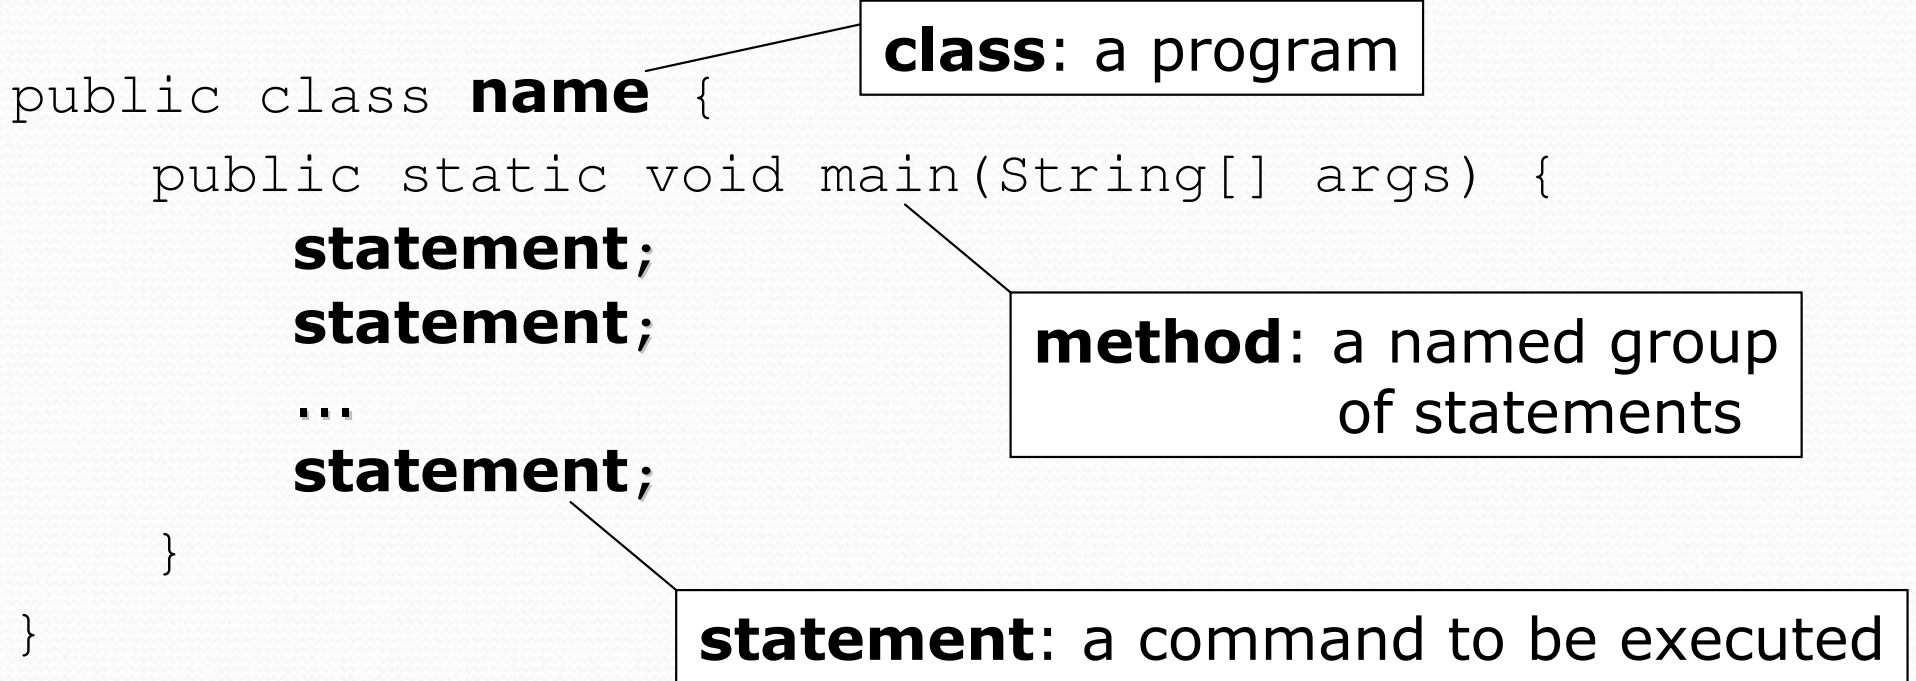 class: a program
public class name {
public static void main(String[] args) {
statement;
statement;
...
statement;
method: a named group
of statements
}
}
statement: a command to be executed